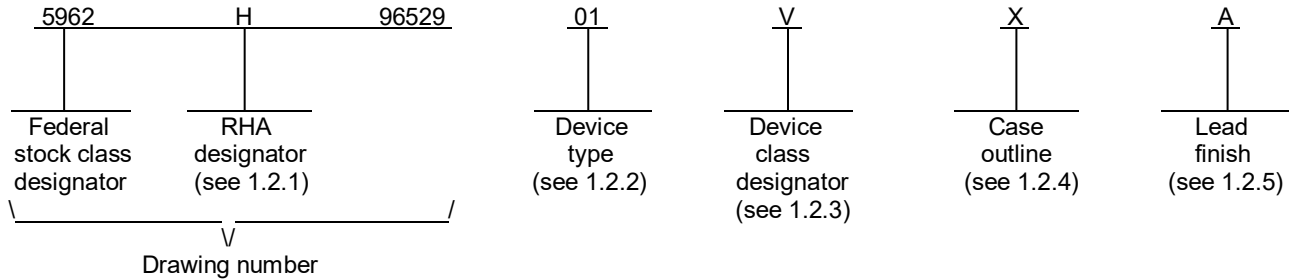 5962 H 96529 01 V X A
Federal stock class designator
RHA designator (see 1.2.1)
Device type (see 1.2.2)
Device class designator (see 1.2.3)
Case outline (see 1.2.4)
Lead finish (see 1.2.5)
Drawing number